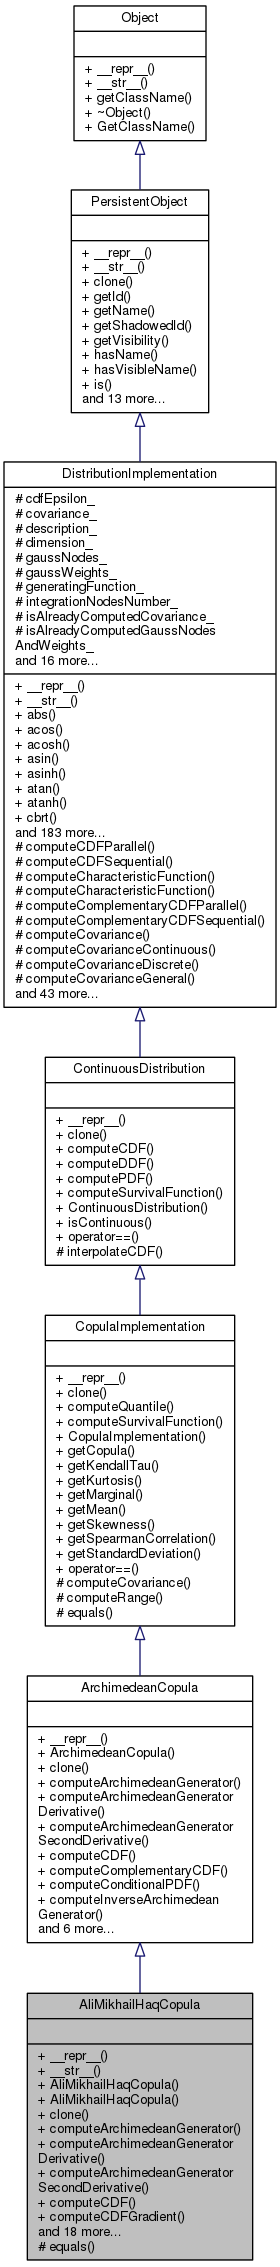 Object
+ __repr__()
+ __str__()
+ getClassName()
+ ~Object()
+ GetClassName()
PersistentObject
+ __repr__()
+ __str__()
+ clone()
+ getId()
+ getName()
+ getShadowedId()
+ getVisibility()
+ hasName()
+ hasVisibleName()
+ is()
and 13 more...
DistributionImplementation
# cdfEpsilon_
# covariance_
# description_
# dimension_
# gaussNodes_
# gaussWeights_
# generatingFunction_
# integrationNodesNumber_
# isAlreadyComputedCovariance_
# isAlreadyComputedGaussNodes
AndWeights_
and 16 more...
+ __repr__()
+ __str__()
+ abs()
+ acos()
+ acosh()
+ asin()
+ asinh()
+ atan()
+ atanh()
+ cbrt()
and 183 more...
# computeCDFParallel()
# computeCDFSequential()
# computeCharacteristicFunction()
# computeCharacteristicFunction()
# computeComplementaryCDFParallel()
# computeComplementaryCDFSequential()
# computeCovariance()
# computeCovarianceContinuous()
# computeCovarianceDiscrete()
# computeCovarianceGeneral()
and 43 more...
ContinuousDistribution
+ __repr__()
+ clone()
+ computeCDF()
+ computeDDF()
+ computePDF()
+ computeSurvivalFunction()
+ ContinuousDistribution()
+ isContinuous()
+ operator==()
# interpolateCDF()
CopulaImplementation
+ __repr__()
+ clone()
+ computeQuantile()
+ computeSurvivalFunction()
+ CopulaImplementation()
+ getCopula()
+ getKendallTau()
+ getKurtosis()
+ getMarginal()
+ getMean()
+ getSkewness()
+ getSpearmanCorrelation()
+ getStandardDeviation()
+ operator==()
# computeCovariance()
# computeRange()
# equals()
ArchimedeanCopula
+ __repr__()
+ ArchimedeanCopula()
+ clone()
+ computeArchimedeanGenerator()
+ computeArchimedeanGenerator
Derivative()
+ computeArchimedeanGenerator
SecondDerivative()
+ computeCDF()
+ computeComplementaryCDF()
+ computeConditionalPDF()
+ computeInverseArchimedean
Generator()
and 6 more...
AliMikhailHaqCopula
+ __repr__()
+ __str__()
+ AliMikhailHaqCopula()
+ AliMikhailHaqCopula()
+ clone()
+ computeArchimedeanGenerator()
+ computeArchimedeanGenerator
Derivative()
+ computeArchimedeanGenerator
SecondDerivative()
+ computeCDF()
+ computeCDFGradient()
and 18 more...
# equals()